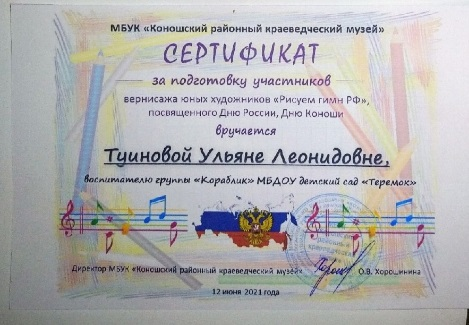 МБУК «Коношский районный краеведческий музей»
СЕРТИФИКАТ
за подготовку участников
вернисажа юных художников «Рисуем гимн РФ»,
посвященного Дню России, Дню Коноши
вручается
Туиновой Ульяне Леонидовне,
воспитателю группы «Кораблик» МБДОУ детский сад «Теремок»
Директор МБУК «Коношский районный краеведческий музей»
О.В. Хорошинина
12 июня 2021 года